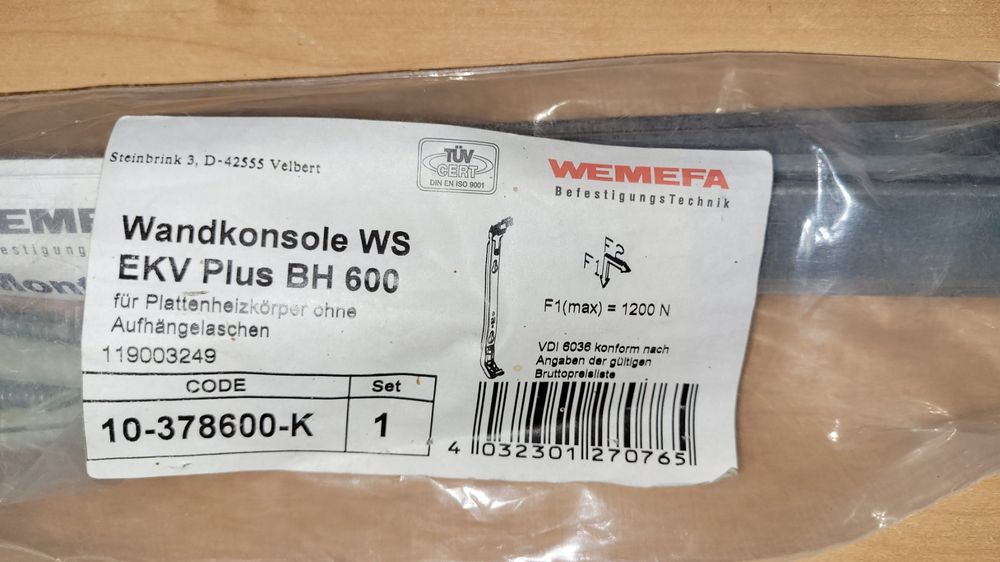 Steinbrink 3, D-42555 Velbert
TÜV
CERT
DIN EN ISO 9001
WEMEFA
BefestigungsTechnik
Wandkonsole WS
EKV Plus BH 600
für Plattenheizkörper ohne
Aufhängelaschen
119003249
CODE Set
10-378600-K 1
F1 F2
F1(max) = 1200 N
VDI 6036 konform nach
Angaben der gültigen
Bruttopreisliste
4 032301 270765